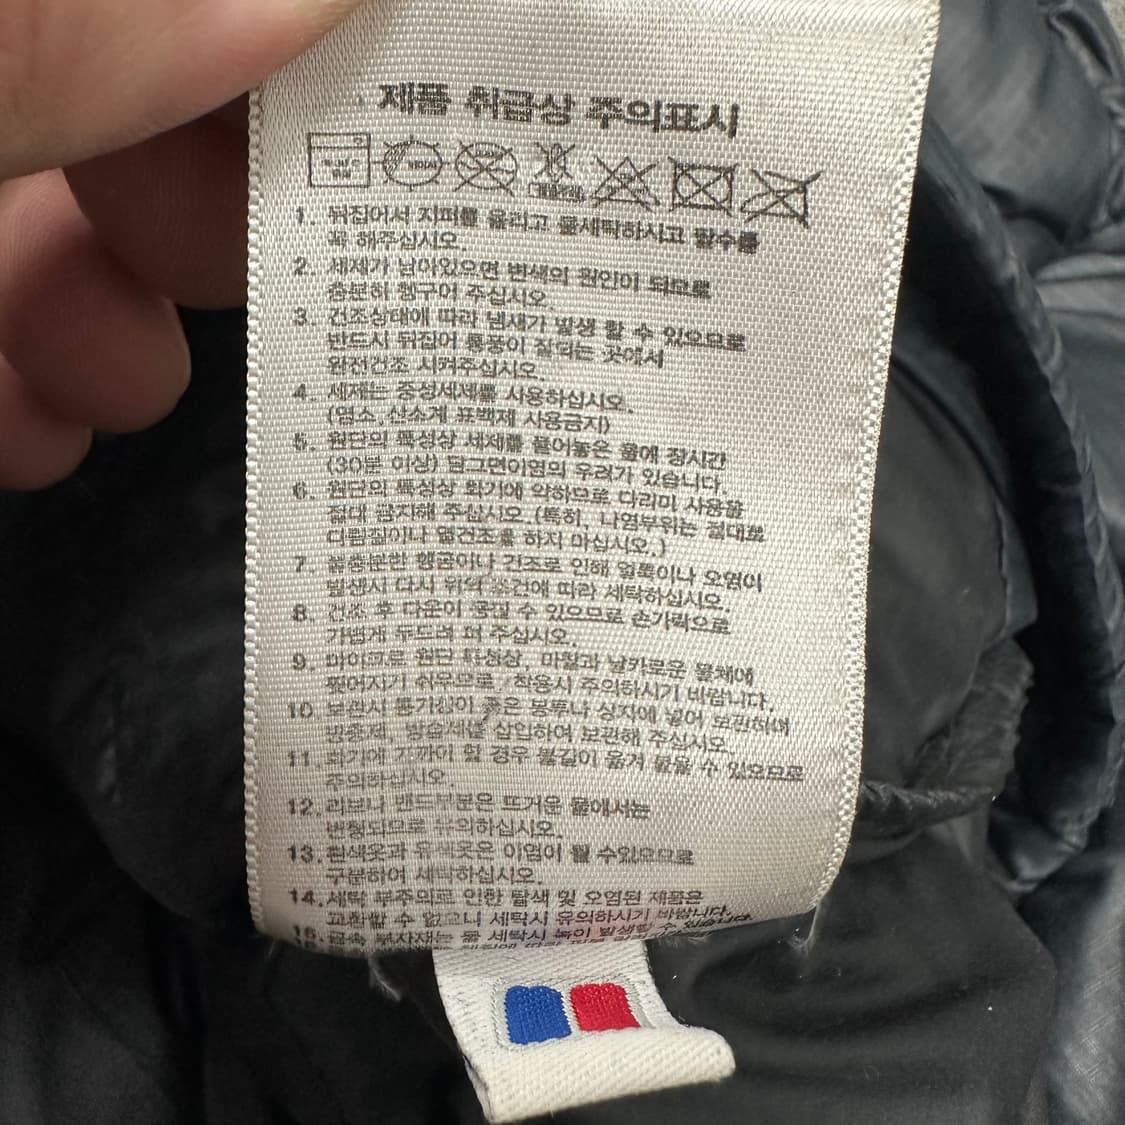 제품 취급상 주의표시
1. 뒤집어서 지퍼를 올리고 물세탁하시고 탈수를
꼭 해주십시오.
2. 세제가 남아있으면 변색의 원인이 되므로
충분히 헹구어 주십시오.
3. 건조상태에 따라 냄새가 발생 할 수 있으므로
반드시 뒤집어 통풍이 잘되는 곳에서
완전건조 시켜주십시오.
4. 세제는 중성세제를 사용하십시오.
(염소,산소계 표백제 사용금지)
5. 원단의 특성상 세제를 풀어놓은 물에 장시간
(30분 이상) 담그면이염의 우려가 있습니다.
6. 원단의 특성상 화기에 약하므로 다리미 사용을
절대 금지해 주십시오.(특히, 나염부위는 절대로
다림질이나 열건조를 하지 마십시오.)
7. 불충분한 헹굼이나 건조로 인해 얼룩이나 오염이
발생시 다시 위의 조건에 따라 세탁하십시오.
8. 건조 후 다운이 뭉칠 수 있으므로 손가락으로
가볍게 두드려 펴 주십시오.
9. 마이크로 원단 특성상, 마찰과 날카로운 물체에
찢어지기 쉬우므로 착용시 주의하시기 바랍니다.
10. 보관시 통기성이 좋은 봉투나 상자에 넣어 보관하며
방충제, 방습제를 삽입하여 보관해 주십시오.
11. 화기에 가까이 할 경우 불길이 옮겨 붙을 수 있으므로
주의하십시오.
12. 리브나 밴드부분은 뜨거운 물에서는
변형되므로 유의하십시오.
13. 흰색옷과 유색옷은 이염이 될 수있으므로
구분하여 세탁하십시오.
14. 세탁 부주의로 인한 탈색 및 오염된 제품은
교환할 수 없으니 세탁시 유의하시기 바랍니다.
15. 금속 부자재는 물 세탁시 녹이 발생할 수 있습니다.